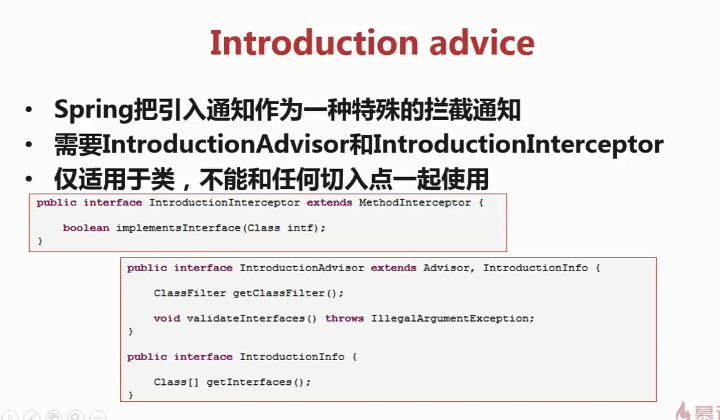 Introduction advice
• Spring把引入通知作为一种特殊的拦截通知
• 需要IntroductionAdvisor和IntroductionInterceptor
• 仅适用于类，不能和任何切入点一起使用
public interface IntroductionInterceptor extends MethodInterceptor {
boolean implementsInterface(Class intf);
}
public interface IntroductionAdvisor extends Advisor, IntroductionInfo {
ClassFilter getClassFilter();
void validateInterfaces() throws IllegalArgumentException;
}
public interface IntroductionInfo {
Class[] getInterfaces();
}